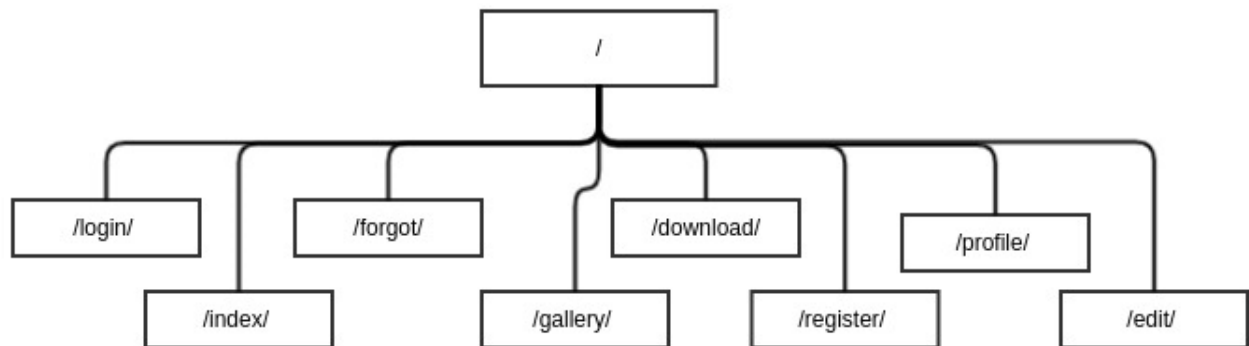 /
/login/
/forgot/
/download/
/profile/
/index/
/gallery/
/register/
/edit/